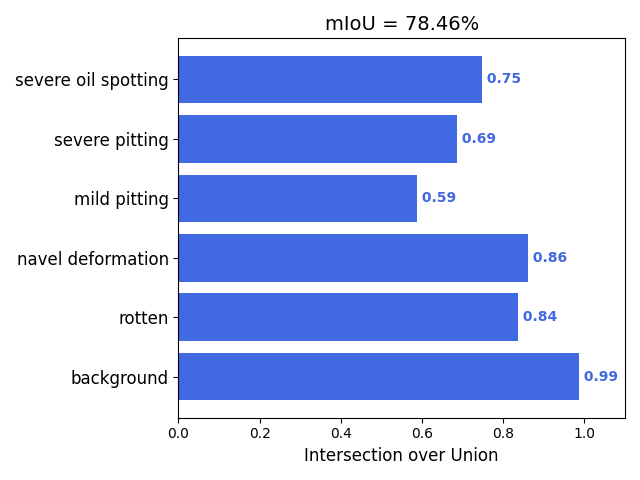 mIoU = 78.46%
severe oil spotting 0.75
severe pitting 0.69
mild pitting 0.59
navel deformation 0.86
rotten 0.84
background 0.99
0.0 0.2 0.4 0.6 0.8 1.0
Intersection over Union